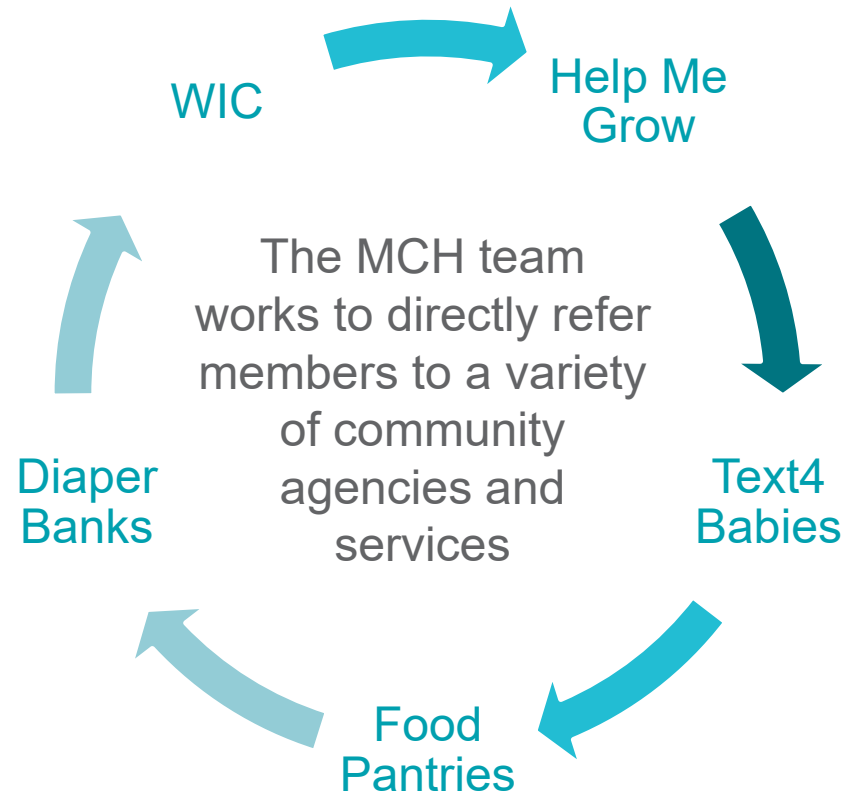 WIC
Help Me
Grow
The MCH team
works to directly refer
members to a variety
of community
agencies and
services
Diaper
Banks
Text4
Babies
Food
Pantries